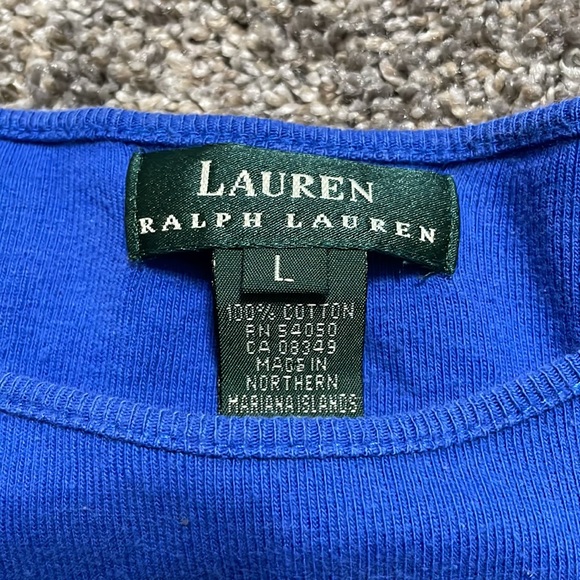 LAUREN
RALPH LAUREN
L
100% COTTON
RN 54050
CA 08349
MADE IN
NORTHERN
MARIANA ISLANDS